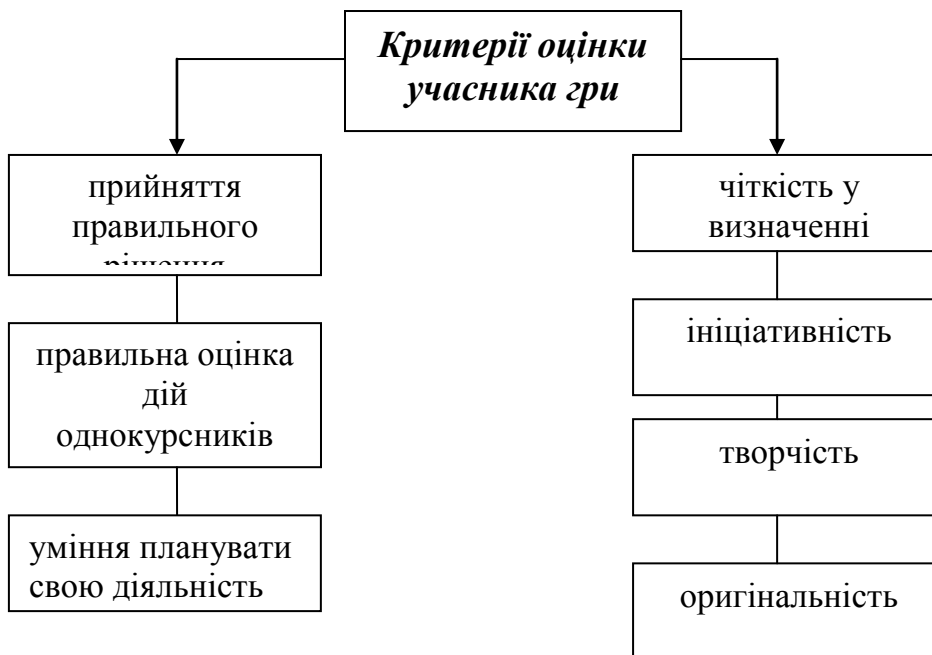 Критерії оцінки
учасника гри
прийняття
правильного
рішення
правильна оцінка
дій
однокурсників
уміння планувати
свою діяльність
чіткість у
визначенні
ініціативність
творчість
оригінальність